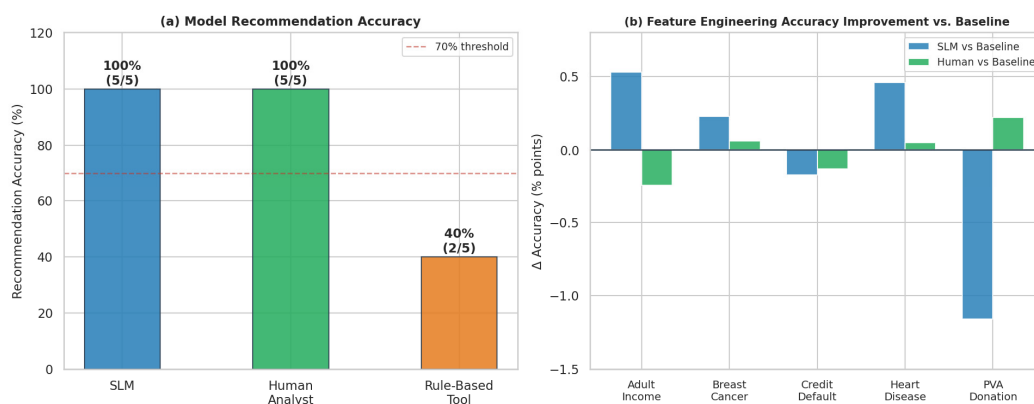 (a) Model Recommendation Accuracy
120
100
80
60
40
20
0
Recommendation Accuracy (%)
70% threshold
100%
(5/5)
100%
(5/5)
40%
(2/5)
SLM
Human
Analyst
Rule-Based
Tool
(b) Feature Engineering Accuracy Improvement vs. Baseline
0.5
0.0
−0.5
−1.0
−1.5
Δ Accuracy (% points)
SLM vs Baseline
Human vs Baseline
Adult
Income
Breast
Cancer
Credit
Default
Heart
Disease
PVA
Donation